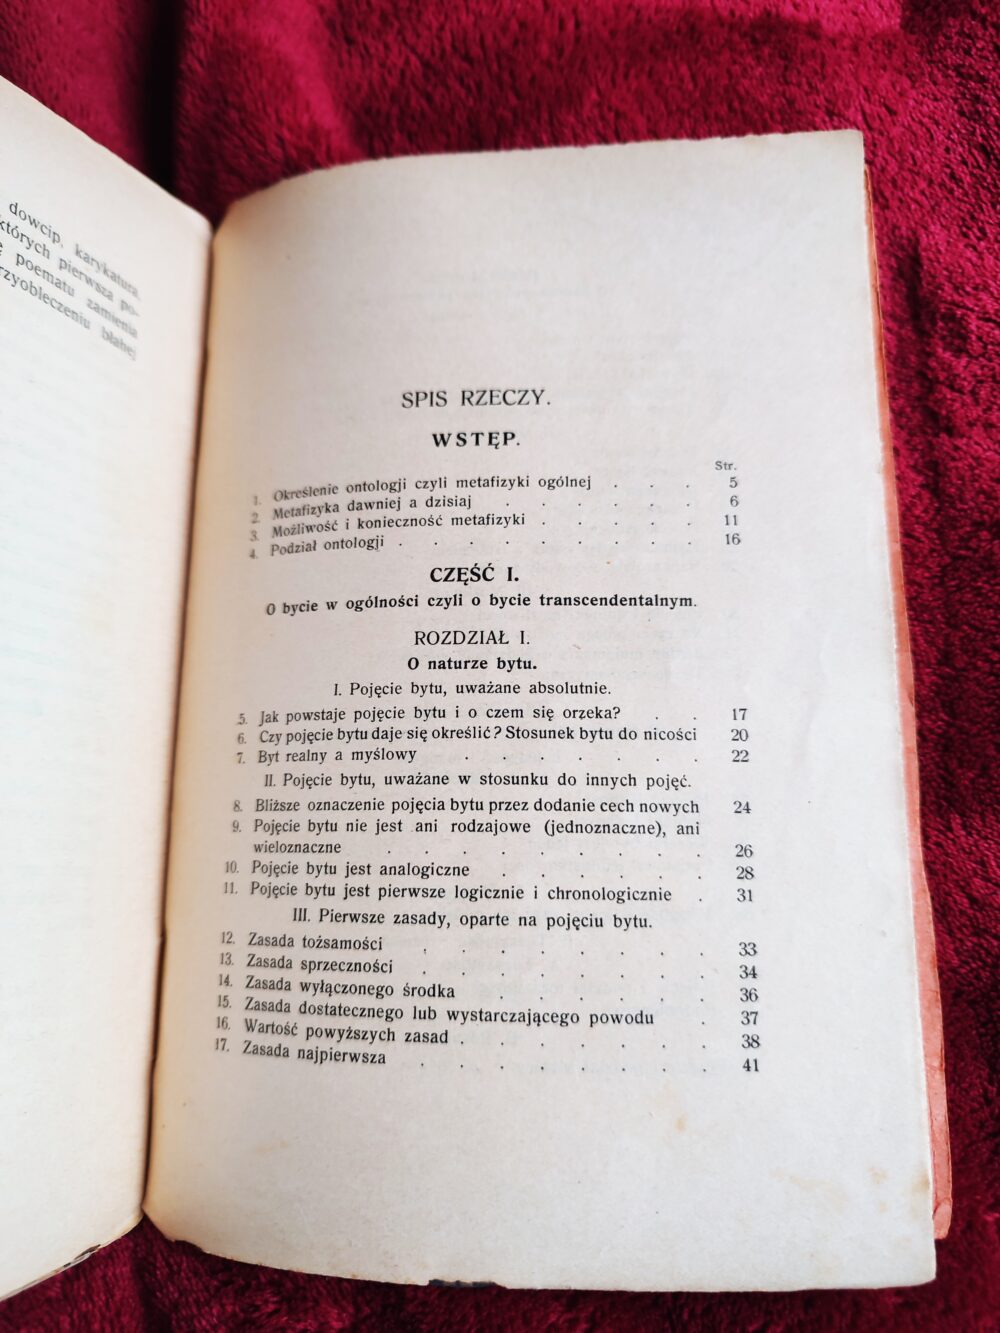 dowcip, karykatura,
których pierwsza po-
poematu zamienia
rzyobleczeniu błahej
SPIS RZECZY.
WSTĘP.
Str.
1. Określenie ontologji czyli metafizyki ogólnej . . . 5
2. Metafizyka dawniej a dzisiaj . . . . . . 6
3. Możliwość i konieczność metafizyki . . . . . 11
4. Podział ontologji . . . . . . . . . 16
CZĘŚĆ I.
O bycie w ogólności czyli o bycie transcendentalnym.
ROZDZIAŁ I.
O naturze bytu.
I. Pojęcie bytu, uważane absolutnie.
5. Jak powstaje pojęcie bytu i o czem się orzeka? . . 17
6. Czy pojęcie bytu daje się określić? Stosunek bytu do nicości 20
7. Byt realny a myślowy . . . . . . . 22
II. Pojęcie bytu, uważane w stosunku do innych pojęć.
8. Bliższe oznaczenie pojęcia bytu przez dodanie cech nowych 24
9. Pojęcie bytu nie jest ani rodzajowe (jednoznaczne), ani
wieloznaczne . . . . . . . . . 26
10. Pojęcie bytu jest analogiczne . . . . . . 28
11. Pojęcie bytu jest pierwsze logicznie i chronologicznie . 31
III. Pierwsze zasady, oparte na pojęciu bytu.
12. Zasada tożsamości . . . . . . . . 33
13. Zasada sprzeczności . . . . . . . . 34
14. Zasada wyłączonego środka . . . . . . . 36
15. Zasada dostatecznego lub wystarczającego powodu . 37
16. Wartość powyższych zasad . . . . . . . 38
17. Zasada najpierwsza . . . . . . . . 41